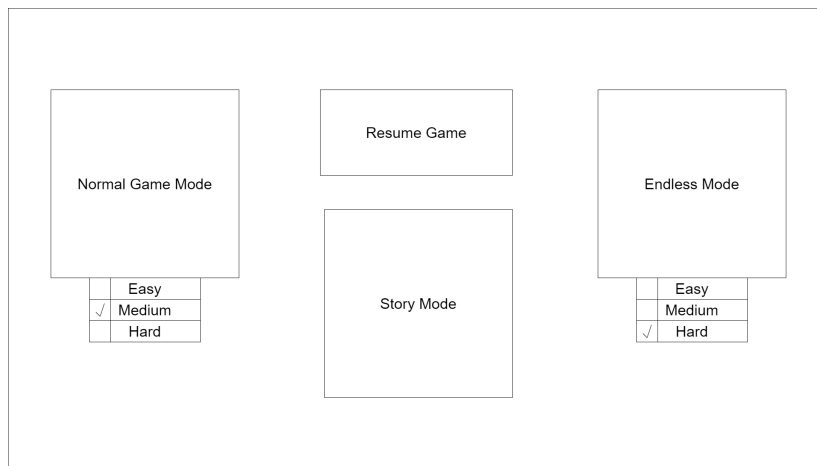 Normal Game Mode
√
Easy
Medium
Hard
Resume Game
Story Mode
Endless Mode
Easy
Medium
√
Hard